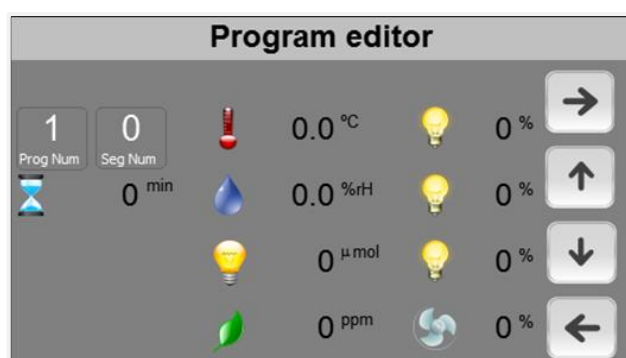 Program editor
1 0 0.0 °C 0 %
Prog Num Seg Num
0 min 0.0 %rH 0 %
0 μmol 0 %
0 ppm 0 %